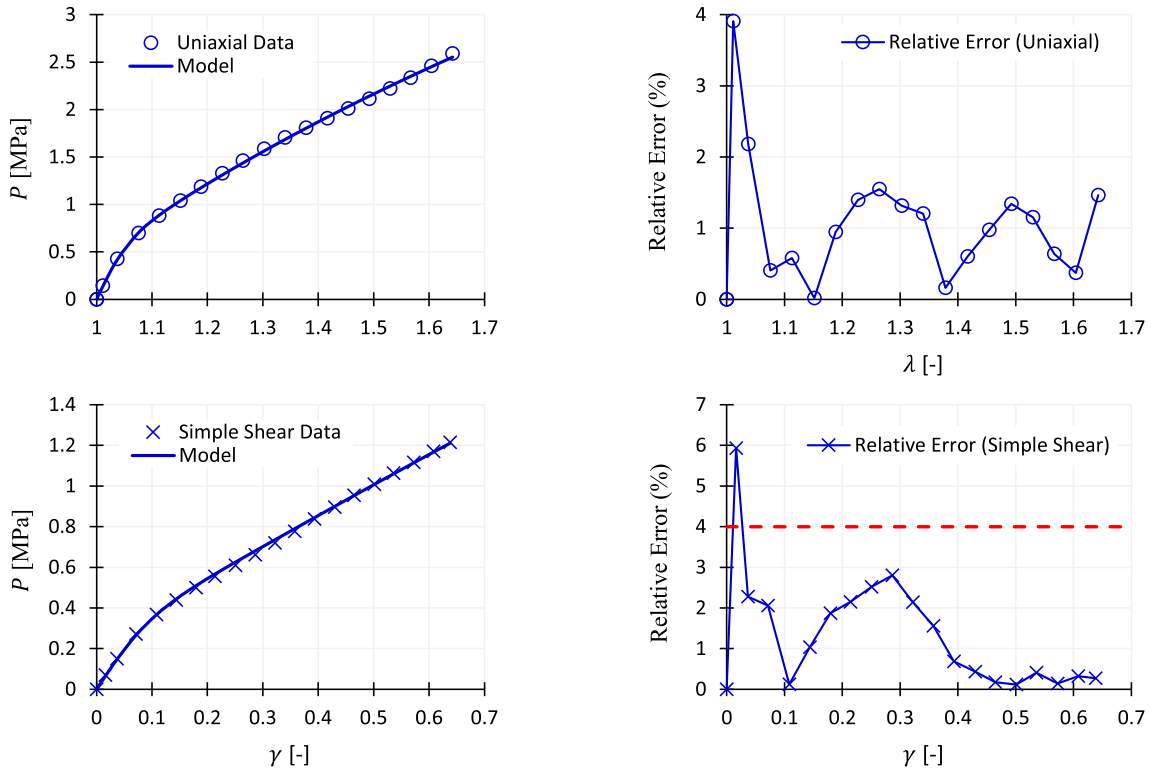 3
2.5
2
1.5
1
0.5
0
P [MPa]
Uniaxial Data
Model
1 1.1 1.2 1.3 1.4 1.5 1.6 1.7
4
3
2
1
0
Relative Error (%)
Relative Error (Uniaxial)
1 1.1 1.2 1.3 1.4 1.5 1.6 1.7
λ [-]
1.4
1.2
1
0.8
0.6
0.4
0.2
0
P [MPa]
Simple Shear Data
Model
0 0.1 0.2 0.3 0.4 0.5 0.6 0.7
γ [-]
7
6
5
4
3
2
1
0
Relative Error (%)
Relative Error (Simple Shear)
0 0.1 0.2 0.3 0.4 0.5 0.6 0.7
γ [-]